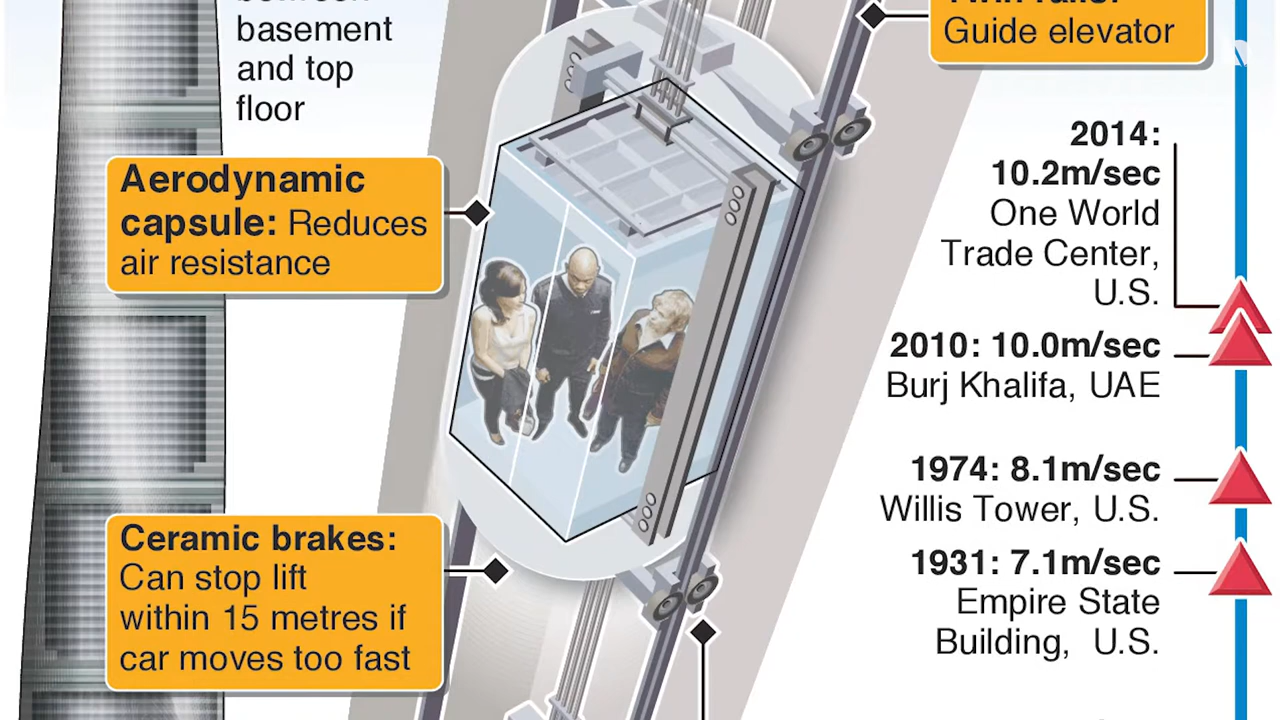 basement
and top
floor
Guide elevator
Aerodynamic
capsule: Reduces
air resistance
Ceramic brakes:
Can stop lift
within 15 metres if
car moves too fast
2014:
10.2m/sec
One World
Trade Center,
U.S.
2010: 10.0m/sec
Burj Khalifa, UAE
1974: 8.1m/sec
Willis Tower, U.S.
1931: 7.1m/sec
Empire State
Building, U.S.